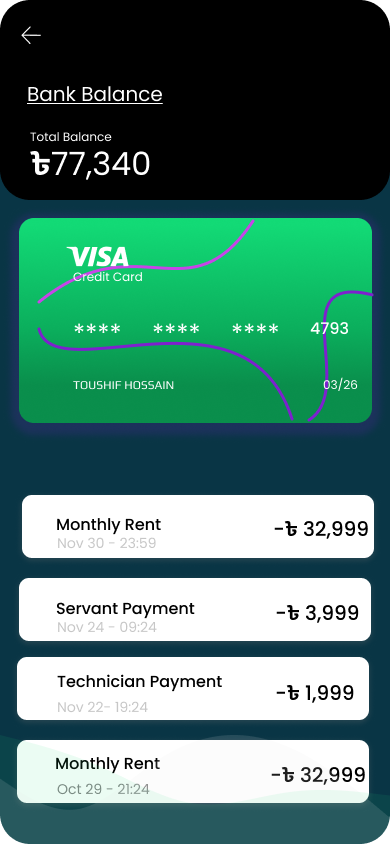 Bank Balance
Total Balance
৳77,340
VISA
Credit Card
**** **** **** 4793
TOUSHIF HOSSAIN 03/26
Monthly Rent -৳ 32,999
Nov 30 - 23:59
Servant Payment -৳ 3,999
Nov 24 - 09:24
Technician Payment -৳ 1,999
Nov 22- 19:24
Monthly Rent -৳ 32,999
Oct 29 - 21:24